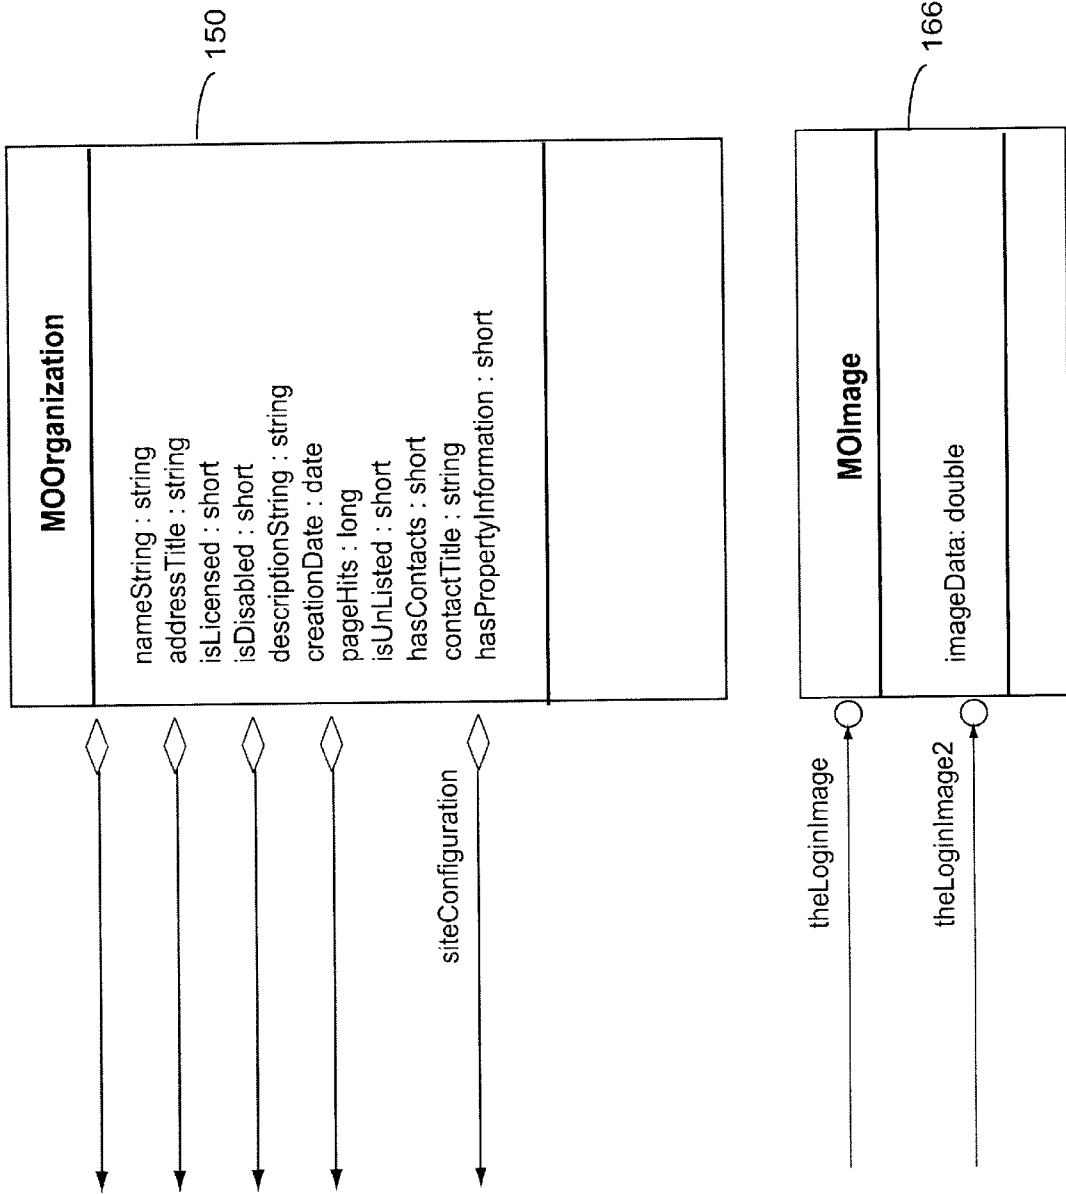 150
MOOrganization
nameString : string
addressTitle : string
isLicensed : short
isDisabled : short
descriptionString : string
creationDate : date
pageHits : long
isUnListed : short
hasContacts : short
contactTitle : string
hasPropertyInformation : short
siteConfiguration
166
MOImage
imageData: double
theLoginImage
theLoginImage2